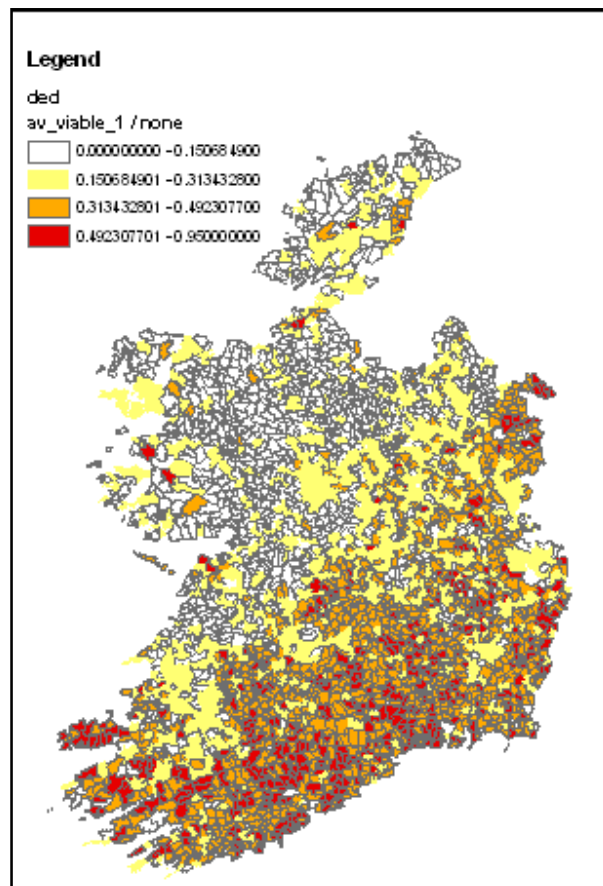 Legend
ded
av_viable_1 / none
0.000000000 - 0.150684900
0.150684901 - 0.313432800
0.313432801 - 0.492307700
0.492307701 - 0.950000000